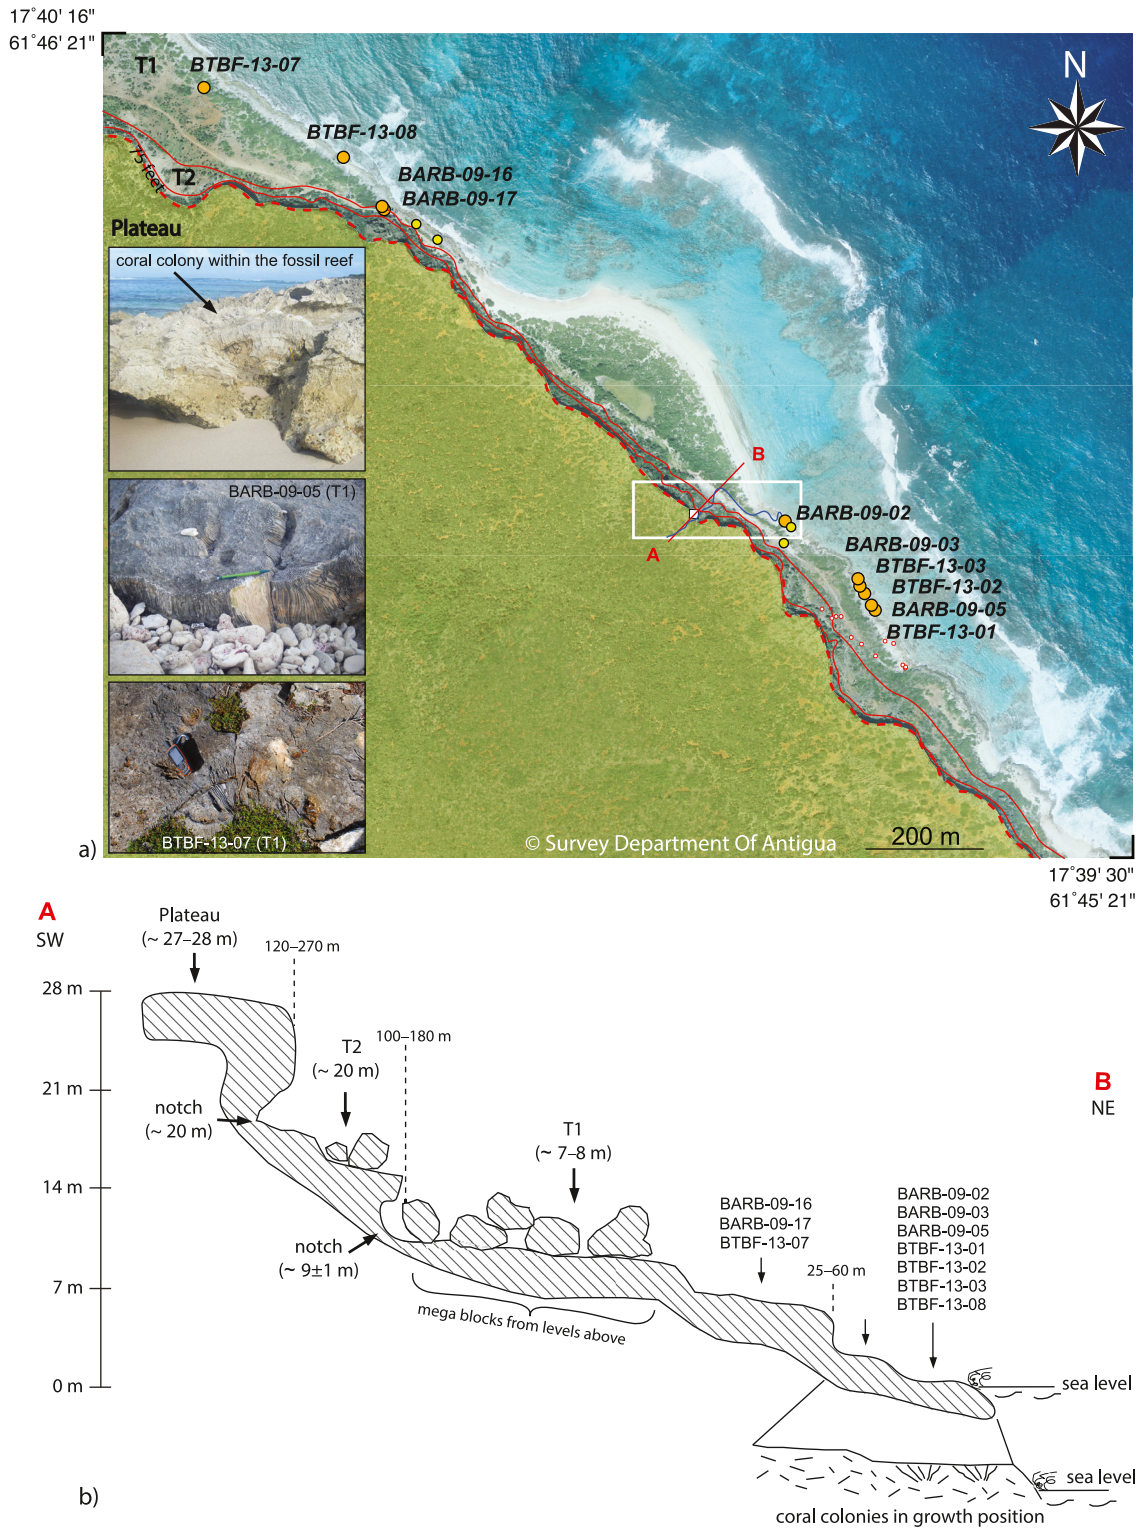 17°40' 16"
61°46' 21"
N
T1
BTBF-13-07
BTBF-13-08
BARB-09-16
BARB-09-17
75 feet
T2
Plateau
coral colony within the fossil reef
BARB-09-05 (T1)
BTBF-13-07 (T1)
B
A
BARB-09-02
BARB-09-03
BTBF-13-03
BTBF-13-02
BARB-09-05
BTBF-13-01
© Survey Department Of Antigua
200 m
a)
17°39' 30"
61°45' 21"
A
SW
Plateau
(~ 27–28 m)
120–270 m
28 m
100–180 m
T2
(~ 20 m)
21 m
notch
(~ 20 m)
B
NE
T1
(~ 7–8 m)
14 m
BARB-09-16
BARB-09-17
BTBF-13-07
BARB-09-02
BARB-09-03
BARB-09-05
BTBF-13-01
BTBF-13-02
BTBF-13-03
BTBF-13-08
notch
(~ 9±1 m)
25–60 m
7 m
mega blocks from levels above
0 m
sea level
sea level
b)
coral colonies in growth position